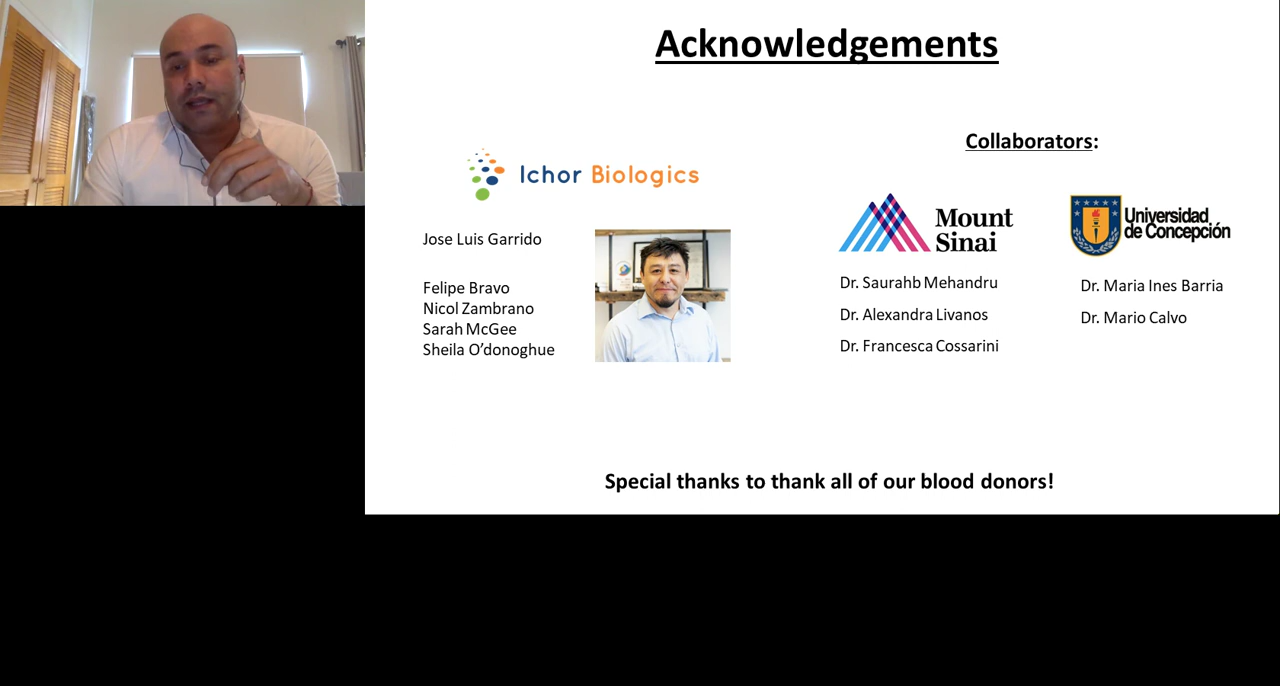 Acknowledgements
Ichor Biologics
Jose Luis Garrido
Felipe Bravo
Nicol Zambrano
Sarah McGee
Sheila O’donoghue
Collaborators:
Mount
Sinai
Dr. Saurahb Mehandru
Dr. Alexandra Livanos
Dr. Francesca Cossarini
Universidad
de Concepción
Dr. Maria Ines Barria
Dr. Mario Calvo
Special thanks to thank all of our blood donors!